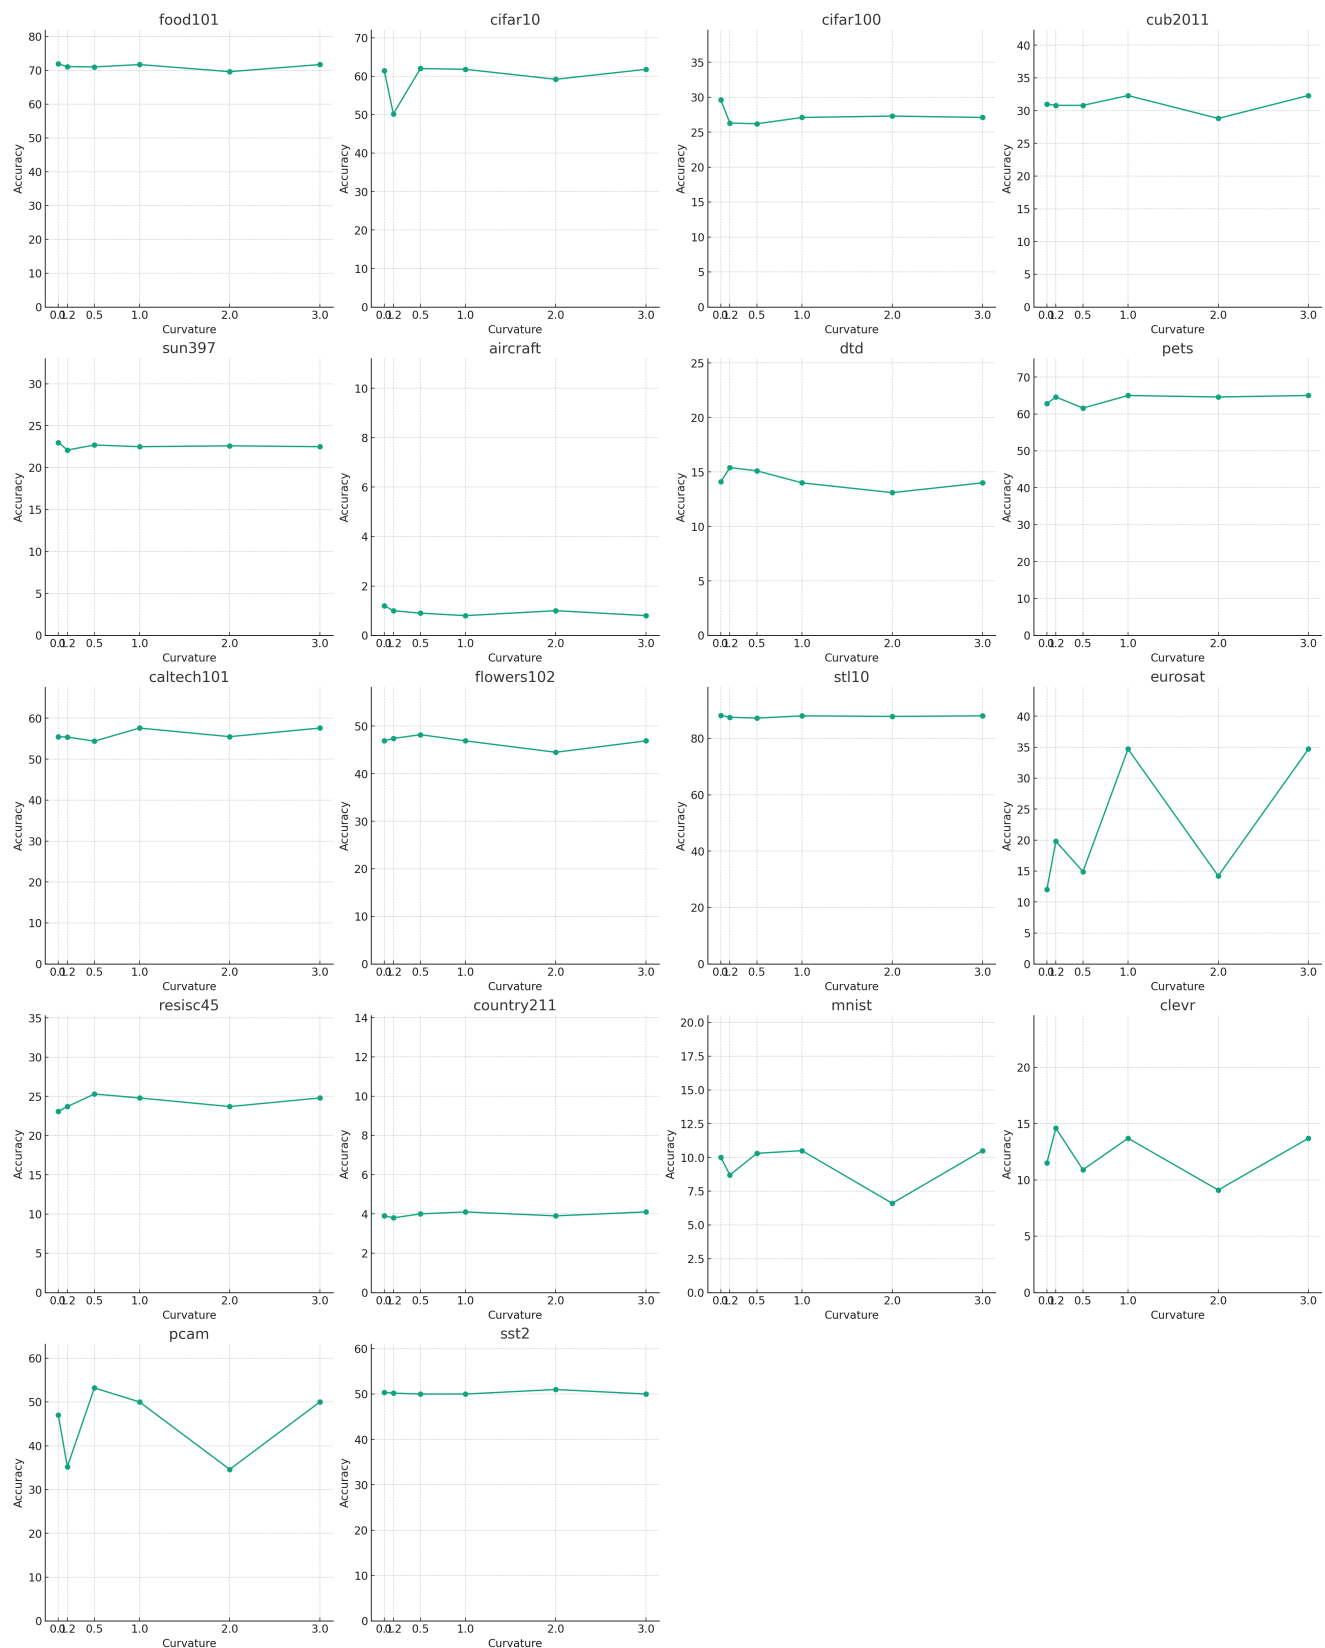 food101
80
70
60
50
40
30
20
10
0
Accuracy
0.1 0.2 0.5 1.0 2.0 3.0
Curvature
cifar10
70
60
50
40
30
20
10
0
Accuracy
0.1 0.2 0.5 1.0 2.0 3.0
Curvature
cifar100
35
30
25
20
15
10
5
0
Accuracy
0.1 0.2 0.5 1.0 2.0 3.0
Curvature
cub2011
40
35
30
25
20
15
10
5
0
Accuracy
0.1 0.2 0.5 1.0 2.0 3.0
Curvature
sun397
30
25
20
15
10
5
0
Accuracy
0.1 0.2 0.5 1.0 2.0 3.0
Curvature
aircraft
10
8
6
4
2
0
Accuracy
0.1 0.2 0.5 1.0 2.0 3.0
Curvature
dtd
25
20
15
10
5
0
Accuracy
0.1 0.2 0.5 1.0 2.0 3.0
Curvature
pets
70
60
50
40
30
20
10
0
Accuracy
0.1 0.2 0.5 1.0 2.0 3.0
Curvature
caltech101
60
50
40
30
20
10
0
Accuracy
0.1 0.2 0.5 1.0 2.0 3.0
Curvature
flowers102
50
40
30
20
10
0
Accuracy
0.1 0.2 0.5 1.0 2.0 3.0
Curvature
stl10
80
60
40
20
0
Accuracy
0.1 0.2 0.5 1.0 2.0 3.0
Curvature
eurosat
40
35
30
25
20
15
10
5
0
Accuracy
0.1 0.2 0.5 1.0 2.0 3.0
Curvature
resisc45
35
30
25
20
15
10
5
0
Accuracy
0.1 0.2 0.5 1.0 2.0 3.0
Curvature
country211
14
12
10
8
6
4
2
0
Accuracy
0.1 0.2 0.5 1.0 2.0 3.0
Curvature
mnist
20.0
17.5
15.0
12.5
10.0
7.5
5.0
2.5
0.0
Accuracy
0.1 0.2 0.5 1.0 2.0 3.0
Curvature
clevr
20
15
10
5
0
Accuracy
0.1 0.2 0.5 1.0 2.0 3.0
Curvature
pcam
60
50
40
30
20
10
0
Accuracy
0.1 0.2 0.5 1.0 2.0 3.0
Curvature
sst2
60
50
40
30
20
10
0
Accuracy
0.1 0.2 0.5 1.0 2.0 3.0
Curvature